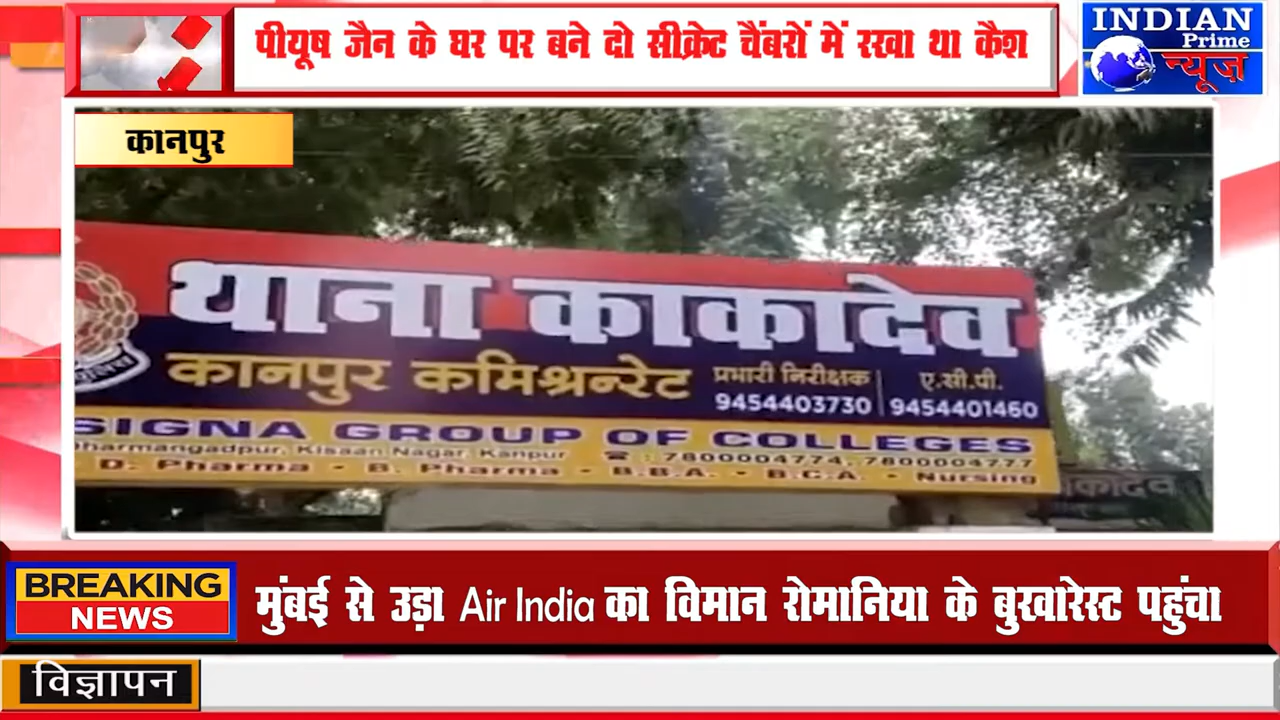 पीयूष जैन के घर पर बने दो सीक्रेट चैंबरों में रखा था कैश
INDIAN
Prime
न्यूज़
कानपुर
थाना काकादेव
कानपुर कमिश्नरेट
प्रभारी निरीक्षक
ए.सी.पी.
9454403730
9454401460
SIGNA GROUP OF COLLEGES
Dharmangadpur, Kissan Nagar, Kanpur ☎ : 7800004774, 7800004777
D. Pharma • B. Pharma • B.B.A. • B.C.A. • Nursing
BREAKING
NEWS
मुंबई से उड़ा Air India का विमान रोमानिया के बुखारेस्ट पहुंचा
विज्ञापन